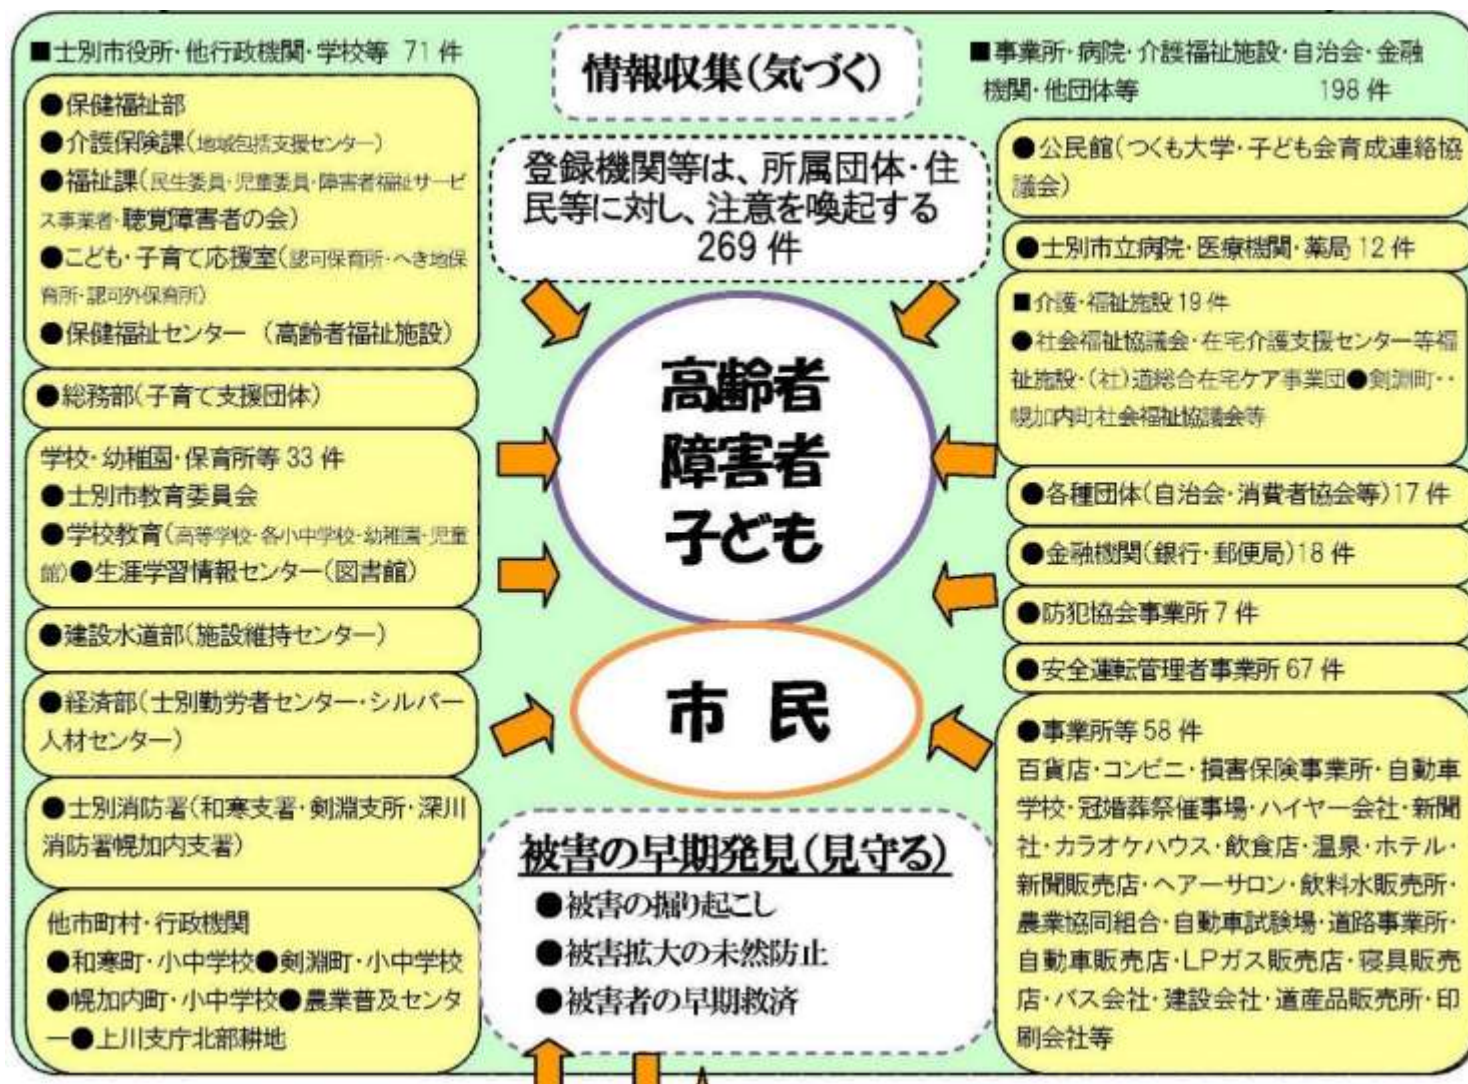 ■士別市役所・他行政機関・学校等 71 件
●保健福祉部
●介護保険課(地域包括支援センター)
●福祉課(民生委員・児童委員・障害者福祉サービ
ス事業者・聴覚障害者の会)
●こども・子育て応援室(認可保育所・へき地保
育所・認可外保育所)
●保健福祉センター (高齢者福祉施設)
●総務部(子育て支援団体)
学校・幼稚園・保育所等 33 件
●士別市教育委員会
●学校教育(高等学校・各小中学校・幼稚園・児童
館)●生涯学習情報センター(図書館)
●建設水道部(施設維持センター)
●経済部(士別勤労者センター・シルバー
人材センター)
●士別消防署(和寒支署・剣淵支所・深川
消防署幌加内支署)
他市町村・行政機関
●和寒町・小中学校●剣淵町・小中学校
●幌加内町・小中学校●農業普及センタ
ー●上川支庁北部耕地
情報収集(気づく)
登録機関等は、所属団体・住
民等に対し、注意を喚起する
269 件
高齢者
障害者
子ども
市 民
被害の早期発見(見守る)
●被害の掘り起こし
●被害拡大の未然防止
●被害者の早期救済
■事業所・病院・介護福祉施設・自治会・金融
機関・他団体等 198 件
●公民館(つくも大学・子ども会育成連絡協
議会)
●士別市立病院・医療機関・薬局 12 件
■介護・福祉施設 19 件
●社会福祉協議会・在宅介護支援センター等福
祉施設・(社)道総合在宅ケア事業団●剣渕町・・
幌加内町社会福祉協議会等
●各種団体(自治会・消費者協会等)17 件
●金融機関(銀行・郵便局)18 件
●防犯協会事業所 7 件
●安全運転管理者事業所 67 件
●事業所等 58 件
百貨店・コンビニ・損害保険事業所・自動車
学校・冠婚葬祭催事場・ハイヤー会社・新聞
社・カラオケハウス・飲食店・温泉・ホテル・
新聞販売店・ヘアーサロン・飲料水販売所・
農業協同組合・自動車試験場・道路事業所・
自動車販売店・LPガス販売店・寝具販売
店・バス会社・建設会社・道産品販売所・印
刷会社等